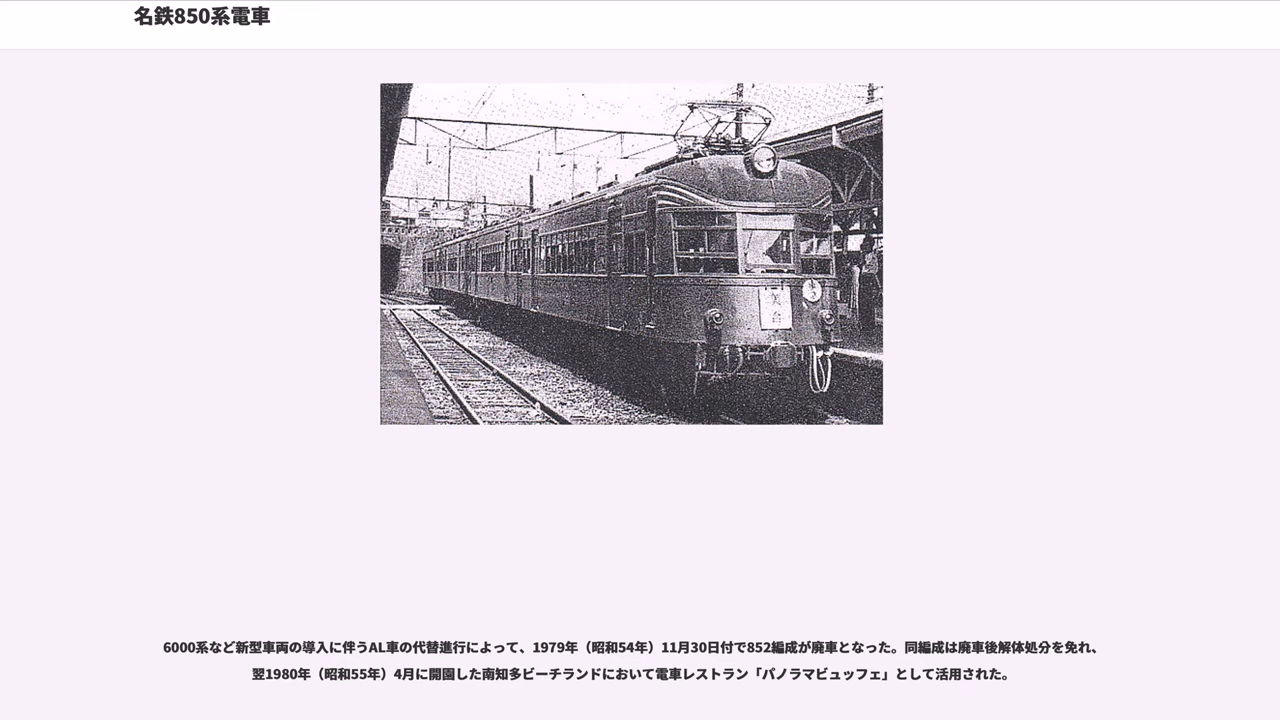 名鉄850系電車
美
合
6000系など新型車両の導入に伴うAL車の代替進行によって、1979年（昭和54年）11月30日付で852編成が廃車となった。同編成は廃車後解体処分を免れ、
翌1980年（昭和55年）4月に開園した南知多ビーチランドにおいて電車レストラン「パノラマビュッフェ」として活用された。